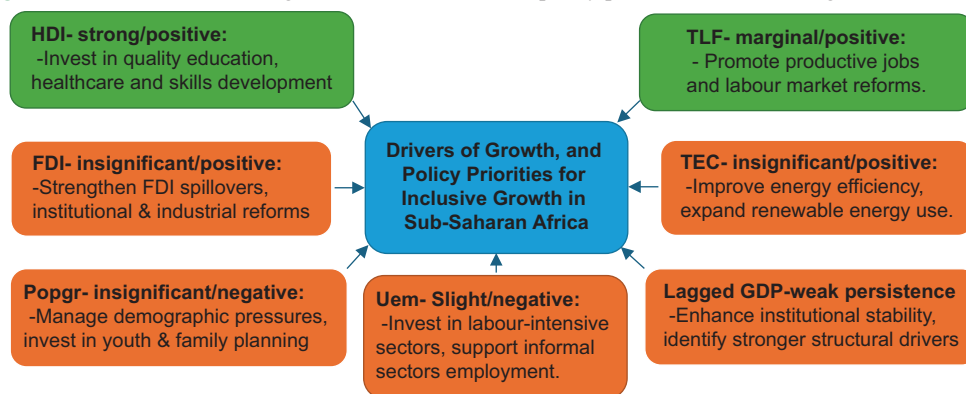 HDI- strong/positive:
-Invest in quality education,
healthcare and skills development
TLF- marginal/positive:
- Promote productive jobs
and labour market reforms.
FDI- insignificant/positive:
-Strengthen FDI spillovers,
institutional & industrial reforms
Drivers of Growth, and
Policy Priorities for
Inclusive Growth in
Sub-Saharan Africa
TEC- insignificant/positive:
-Improve energy efficiency,
expand renewable energy use.
Popgr- insignificant/negative:
-Manage demographic pressures,
invest in youth & family planning
Uem- Slight/negative:
-Invest in labour-intensive
sectors, support informal
sectors employment.
Lagged GDP-weak persistence
-Enhance institutional stability,
identify stronger structural drivers